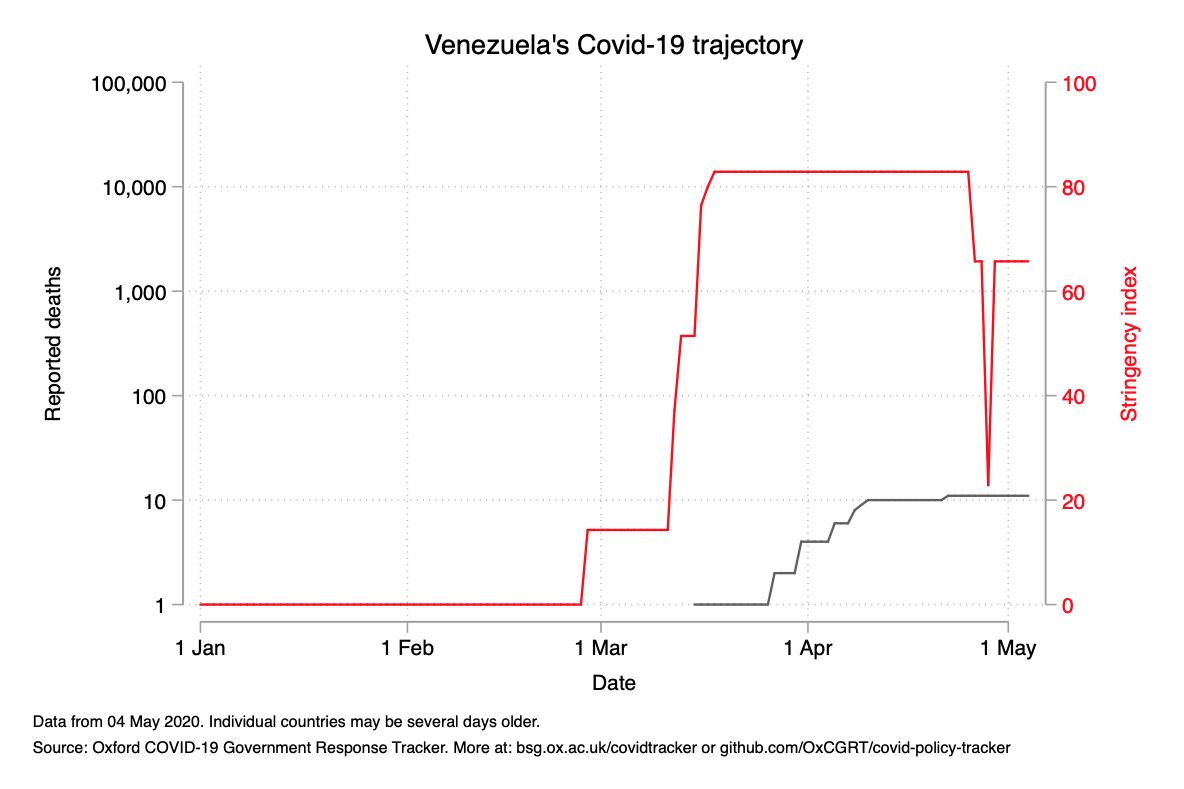 Venezuela's Covid-19 trajectory
100,000
10,000
1,000
100
10
1
Reported deaths
100
80
60
40
20
0
Stringency index
1 Jan
1 Feb
1 Mar
1 Apr
1 May
Date
Data from 04 May 2020. Individual countries may be several days older.
Source: Oxford COVID-19 Government Response Tracker. More at: bsg.ox.ac.uk/covidtracker or github.com/OxCGRT/covid-policy-tracker